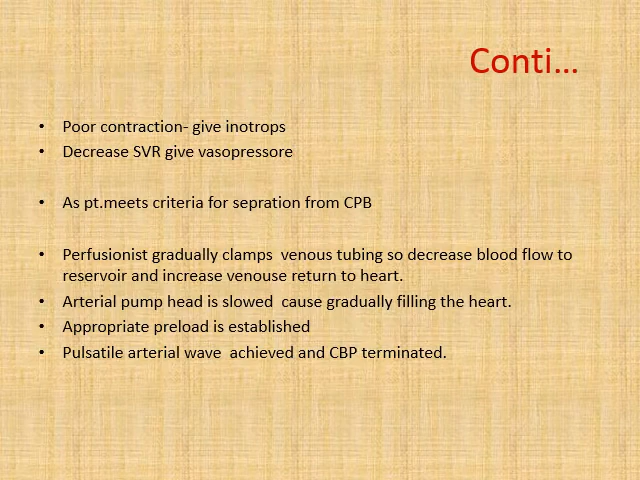 Conti...
• Poor contraction- give inotrops
• Decrease SVR give vasopressore
• As pt.meets criteria for sepration from CPB
• Perfusionist gradually clamps  venous tubing so decrease blood flow to
reservoir and increase venouse return to heart.
• Arterial pump head is slowed  cause gradually filling the heart.
• Appropriate preload is established
• Pulsatile arterial wave  achieved and CBP terminated.